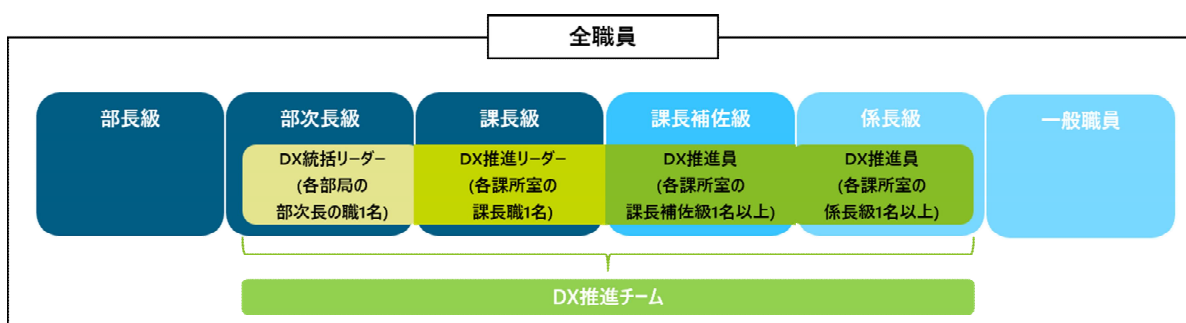 全職員
部長級
部次長級
課長級
課長補佐級
係長級
一般職員
DX統括リーダー
(各部局の
部次長の職1名)
DX推進リーダー
(各課所室の
課長職1名)
DX推進員
(各課所室の
課長補佐級1名以上)
DX推進員
(各課所室の
係長級1名以上)
DX推進チーム